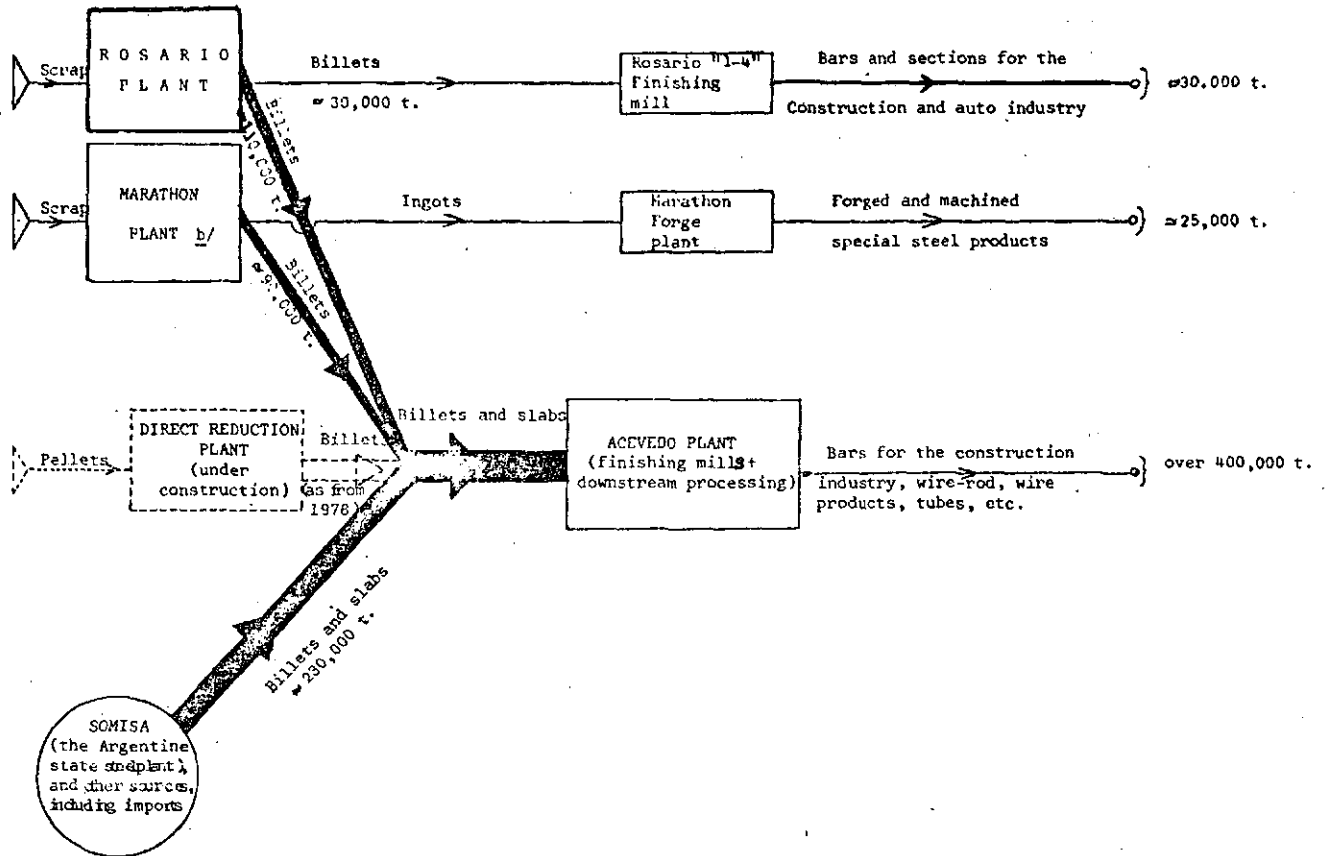 R O S A R I O
P L A N T
Scrap
Billets
≈ 30,000 t.
Rosario "1-4"
Finishing
mill
Bars and sections for the
Construction and auto industry
≈30,000 t.
Billets
MARATHON
PLANT b/
Scrap
Ingots
Marathon
Forge
plant
Forged and machined
special steel products
≈25,000 t.
Billets
DIRECT REDUCTION
PLANT
(under
construction)
Pellets
Billets
(as from
Billets and slabs
ACEVEDO PLANT
(finishing mills+
downstream processing)
Bars for the construction
industry, wire-rod, wire
products, tubes, etc.
over 400,000 t.
Billets and slabs
≈ 230,000 t.
SOMISA
(the Argentine
state
and other sources,
including imports